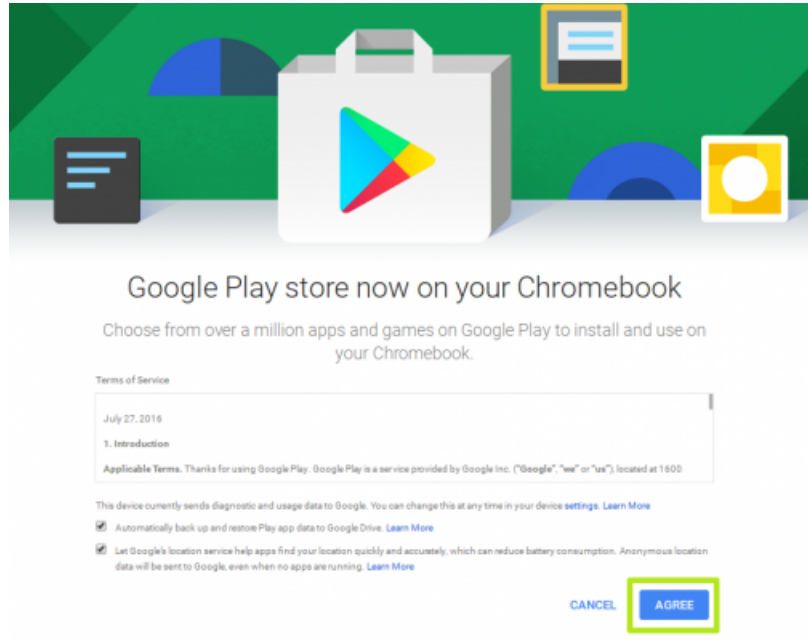 Google Play store now on your Chromebook
Choose from over a million apps and games on Google Play to install and use on
your Chromebook.
Terms of Service
July 27, 2016
1. Introduction
Applicable Terms. Thanks for using Google Play. Google Play is a service provided by Google Inc. ("Google", "we" or "us"), located at 1600
This device currently sends diagnostic and usage data to Google. You can change this at any time in your device settings. Learn More
Automatically back up and restore Play app data to Google Drive. Learn More
Let Google's location service help apps find your location quickly and accurately, which can reduce battery consumption. Anonymous location
data will be sent to Google, even when no apps are running. Learn More
CANCEL AGREE